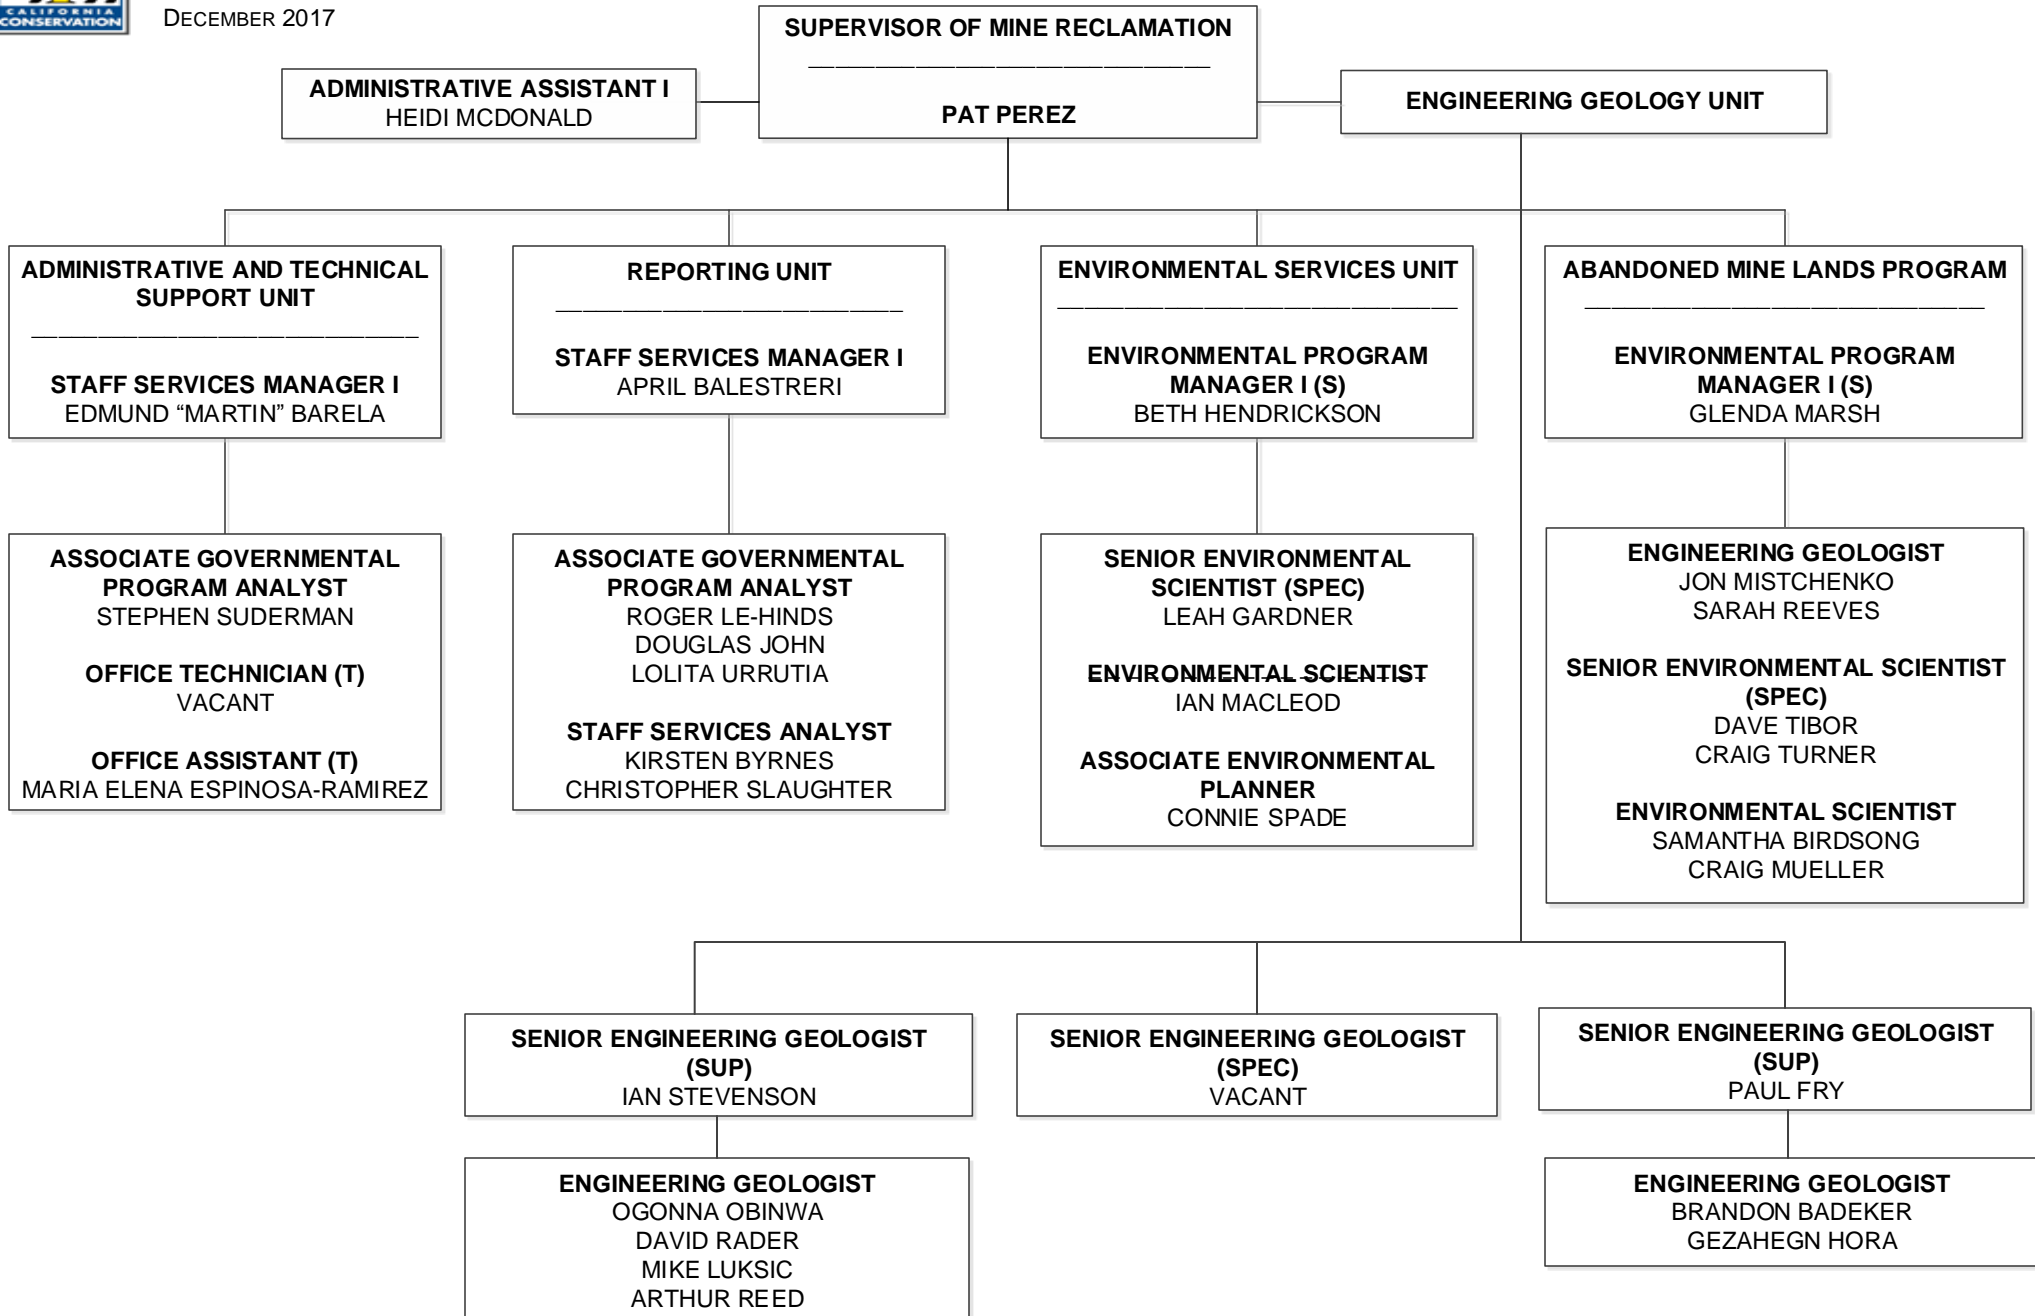 CALIFORNIA
CONSERVATION
DECEMBER 2017
SUPERVISOR OF MINE RECLAMATION
PAT PEREZ
ADMINISTRATIVE ASSISTANT I
HEIDI MCDONALD
ENGINEERING GEOLOGY UNIT
ADMINISTRATIVE AND TECHNICAL
SUPPORT UNIT
STAFF SERVICES MANAGER I
EDMUND “MARTIN” BARELA
REPORTING UNIT
STAFF SERVICES MANAGER I
APRIL BALESTRERI
ENVIRONMENTAL SERVICES UNIT
ENVIRONMENTAL PROGRAM
MANAGER I (S)
BETH HENDRICKSON
ABANDONED MINE LANDS PROGRAM
ENVIRONMENTAL PROGRAM
MANAGER I (S)
GLENDA MARSH
ASSOCIATE GOVERNMENTAL
PROGRAM ANALYST
STEPHEN SUDERMAN
OFFICE TECHNICIAN (T)
VACANT
OFFICE ASSISTANT (T)
MARIA ELENA ESPINOSA-RAMIREZ
ASSOCIATE GOVERNMENTAL
PROGRAM ANALYST
ROGER LE-HINDS
DOUGLAS JOHN
LOLITA URRUTIA
STAFF SERVICES ANALYST
KIRSTEN BYRNES
CHRISTOPHER SLAUGHTER
SENIOR ENVIRONMENTAL
SCIENTIST (SPEC)
LEAH GARDNER
ENVIRONMENTAL SCIENTIST
IAN MACLEOD
ASSOCIATE ENVIRONMENTAL
PLANNER
CONNIE SPADE
ENGINEERING GEOLOGIST
JON MISTCHENKO
SARAH REEVES
SENIOR ENVIRONMENTAL SCIENTIST
(SPEC)
DAVE TIBOR
CRAIG TURNER
ENVIRONMENTAL SCIENTIST
SAMANTHA BIRDSONG
CRAIG MUELLER
SENIOR ENGINEERING GEOLOGIST
(SUP)
IAN STEVENSON
SENIOR ENGINEERING GEOLOGIST
(SPEC)
VACANT
SENIOR ENGINEERING GEOLOGIST
(SUP)
PAUL FRY
ENGINEERING GEOLOGIST
OGONNA OBINWA
DAVID RADER
MIKE LUKSIC
ARTHUR REED
ENGINEERING GEOLOGIST
BRANDON BADEKER
GEZAHEGN HORA